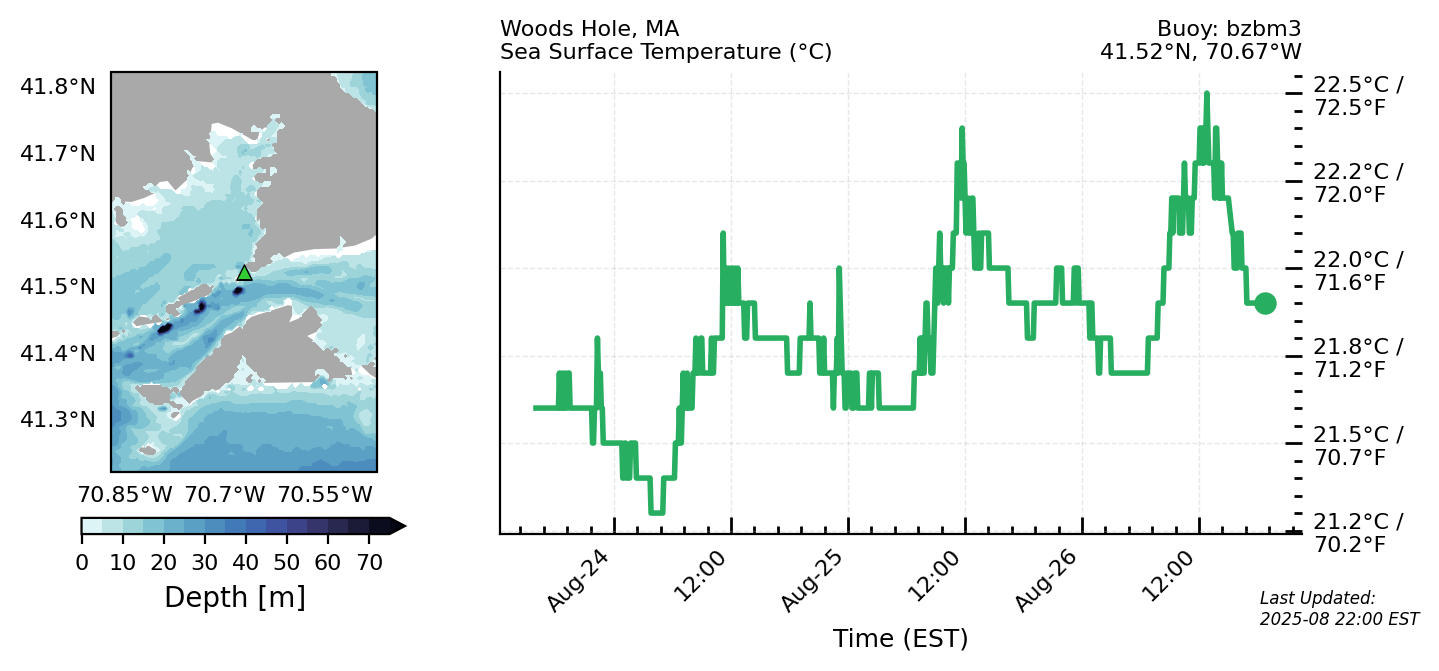 Woods Hole, MA
Sea Surface Temperature (°C)
Buoy: bzbm3
41.52°N, 70.67°W
41.8°N
41.7°N
41.6°N
41.5°N
41.4°N
41.3°N
70.85°W 70.7°W 70.55°W
0 10 20 30 40 50 60 70
Depth [m]
22.5°C /
72.5°F
22.2°C /
72.0°F
22.0°C /
71.6°F
21.8°C /
71.2°F
21.5°C /
70.7°F
21.2°C /
70.2°F
Aug-24
12:00
Aug-25
12:00
Aug-26
12:00
Time (EST)
Last Updated:
2025-08 22:00 EST